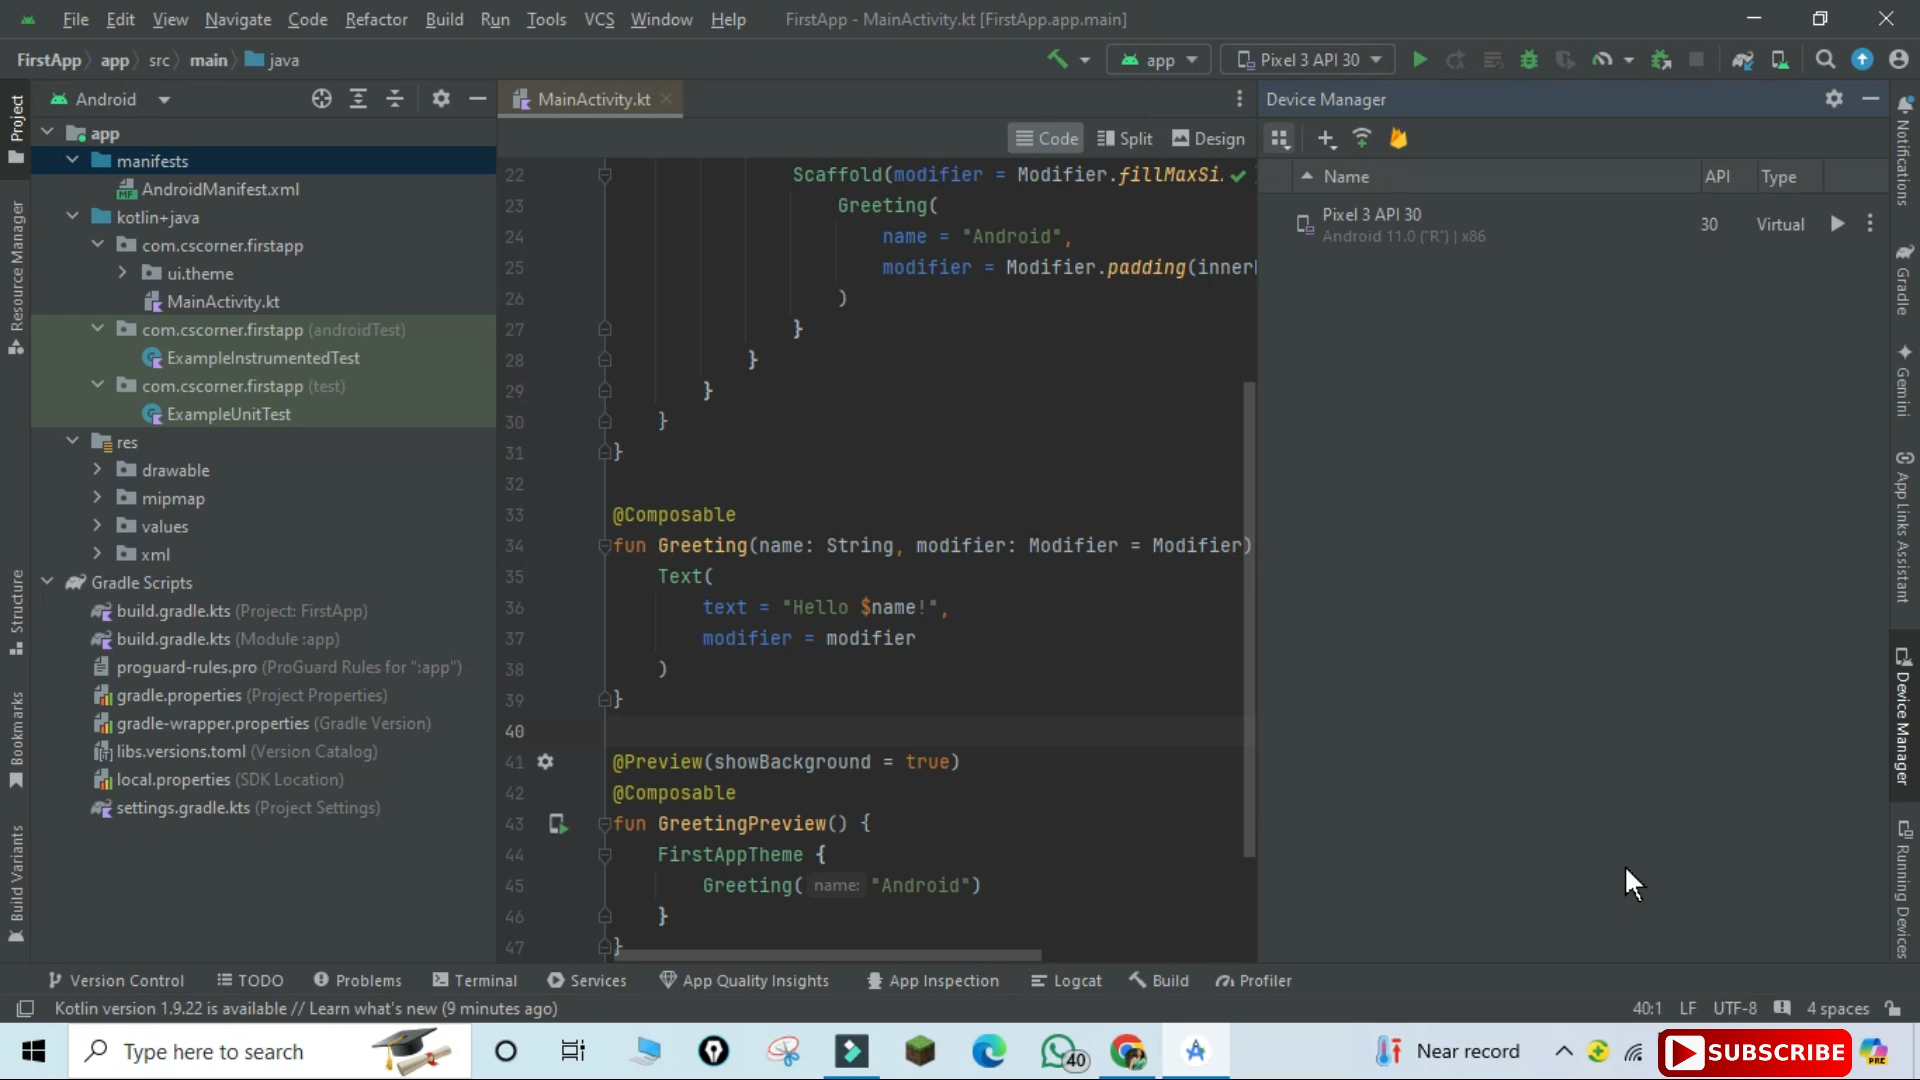 File Edit View Navigate Code Refactor Build Run Tools VCS Window Help FirstApp - MainActivity.kt [FirstApp.app.main]
FirstApp app src main java
app Pixel 3 API 30
Android
MainActivity.kt
Device Manager
Code Split Design
Project
Resource Manager
Structure
Bookmarks
Build Variants
app
manifests
AndroidManifest.xml
kotlin+java
com.cscorner.firstapp
ui.theme
MainActivity.kt
com.cscorner.firstapp (androidTest)
ExampleInstrumentedTest
com.cscorner.firstapp (test)
ExampleUnitTest
res
drawable
mipmap
values
xml
Gradle Scripts
build.gradle.kts (Project: FirstApp)
build.gradle.kts (Module :app)
proguard-rules.pro (ProGuard Rules for ":app")
gradle.properties (Project Properties)
gradle-wrapper.properties (Gradle Version)
libs.versions.toml (Version Catalog)
local.properties (SDK Location)
settings.gradle.kts (Project Settings)
22 Scaffold(modifier = Modifier.fillMaxSi.
23 Greeting(
24 name = "Android",
25 modifier = Modifier.padding(inner
26 )
27 }
28 }
29 }
30 }
31 }
32
33 @Composable
34 fun Greeting(name: String, modifier: Modifier = Modifier)
35 Text(
36 text = "Hello $name!",
37 modifier = modifier
38 )
39 }
40
41 @Preview(showBackground = true)
42 @Composable
43 fun GreetingPreview() {
44 FirstAppTheme {
45 Greeting( name: "Android")
46 }
47 }
Name API Type
Pixel 3 API 30 30 Virtual
Android 11.0 ("R") | x86
Notifications
Gradle
Gemini
App Links Assistant
Device Manager
Running Devices
Version Control TODO Problems Terminal Services App Quality Insights App Inspection Logcat Build Profiler
Kotlin version 1.9.22 is available // Learn what's new (9 minutes ago)
40:1 LF UTF-8 4 spaces
Type here to search
40
Near record
SUBSCRIBE
PRE